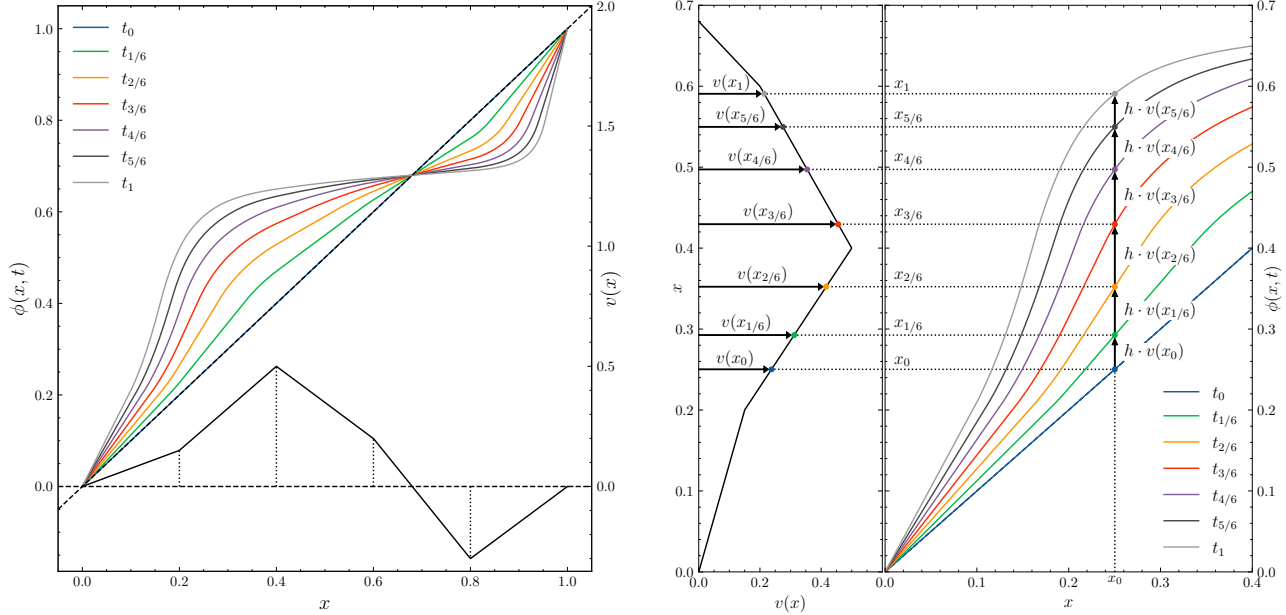 1.0
0.8
0.6
0.4
0.2
0.0
ϕ(x, t)
t_0
t_{1/6}
t_{2/6}
t_{3/6}
t_{4/6}
t_{5/6}
t_1
2.0
1.5
1.0
0.5
0.0
v(x)
0.0 0.2 0.4 0.6 0.8 1.0
x
0.7
0.6
0.5
0.4
0.3
0.2
0.1
0.0
x
v(x_1)
v(x_{5/6})
v(x_{4/6})
v(x_{3/6})
v(x_{2/6})
v(x_{1/6})
v(x_0)
0.0 0.2 0.4
v(x)
x_1
x_{5/6}
x_{4/6}
x_{3/6}
x_{2/6}
x_{1/6}
x_0
h · v(x_{5/6})
h · v(x_{4/6})
h · v(x_{3/6})
h · v(x_{2/6})
h · v(x_{1/6})
h · v(x_0)
t_0
t_{1/6}
t_{2/6}
t_{3/6}
t_{4/6}
t_{5/6}
t_1
0.7
0.6
0.5
0.4
0.3
0.2
0.1
0.0
ϕ(x, t)
0.0 0.1 0.2 x_0 0.3 0.4
x